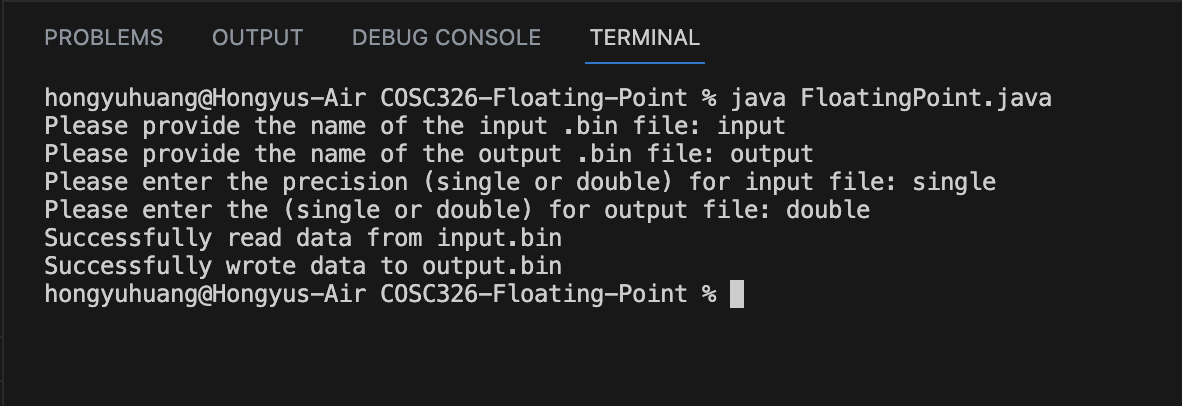 PROBLEMS OUTPUT DEBUG CONSOLE TERMINAL
hongyuhuang@Hongyus-Air COSC326-Floating-Point % java FloatingPoint.java
Please provide the name of the input .bin file: input
Please provide the name of the output .bin file: output
Please enter the precision (single or double) for input file: single
Please enter the (single or double) for output file: double
Successfully read data from input.bin
Successfully wrote data to output.bin
hongyuhuang@Hongyus-Air COSC326-Floating-Point %